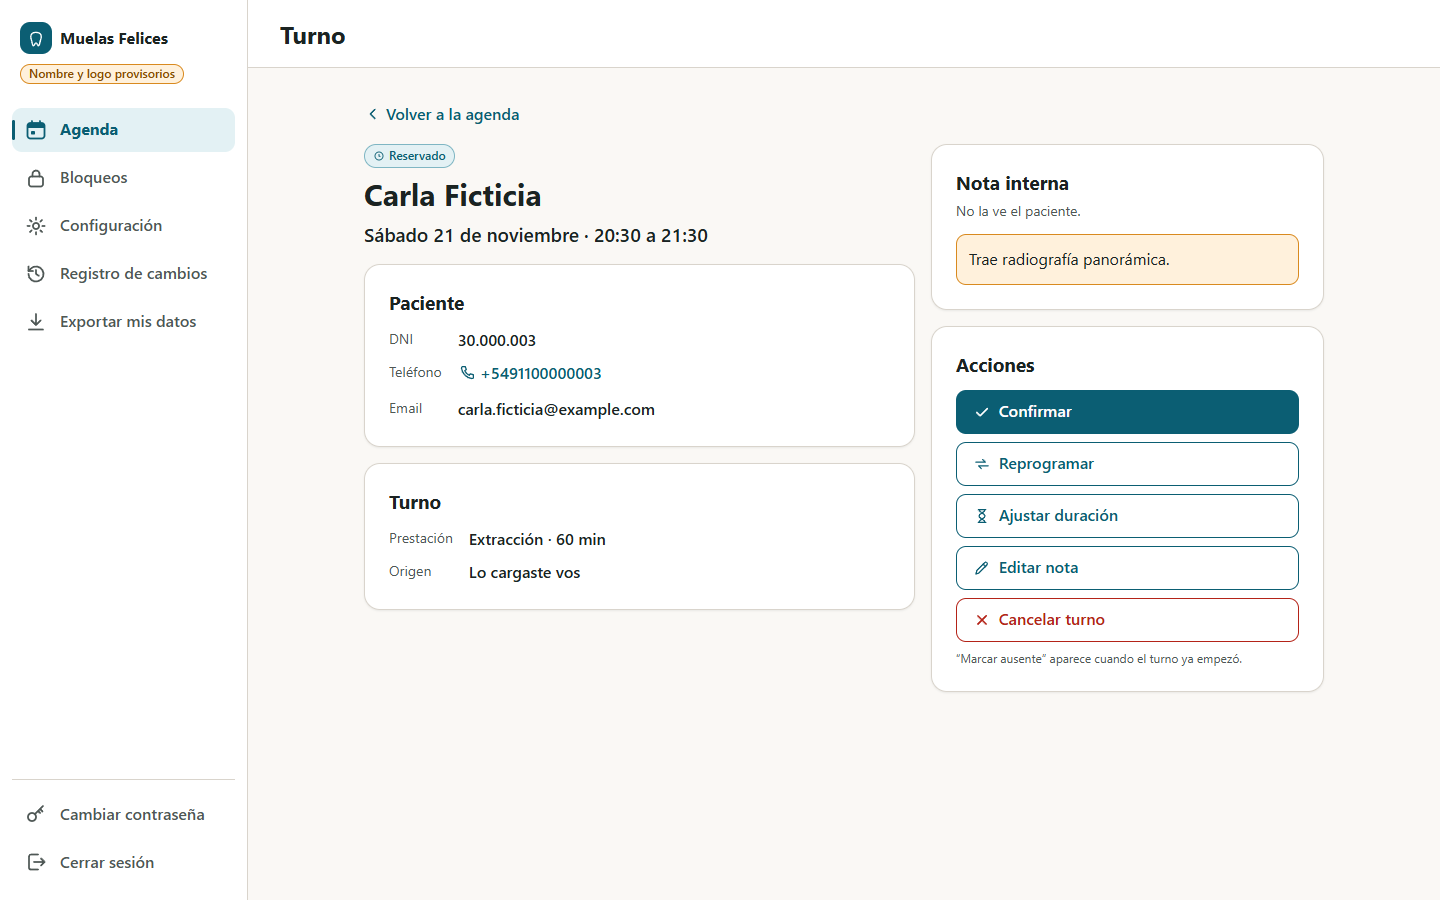 Muelas Felices
Nombre y logo provisorios
Agenda
Bloqueos
Configuración
Registro de cambios
Exportar mis datos
Cambiar contraseña
Cerrar sesión
Turno
Volver a la agenda
Reservado
Carla Ficticia
Sábado 21 de noviembre · 20:30 a 21:30
Paciente
DNI 30.000.003
Teléfono +5491100000003
Email carla.ficticia@example.com
Turno
Prestación Extracción · 60 min
Origen Lo cargaste vos
Nota interna
No la ve el paciente.
Trae radiografía panorámica.
Acciones
Confirmar
Reprogramar
Ajustar duración
Editar nota
Cancelar turno
“Marcar ausente” aparece cuando el turno ya empezó.